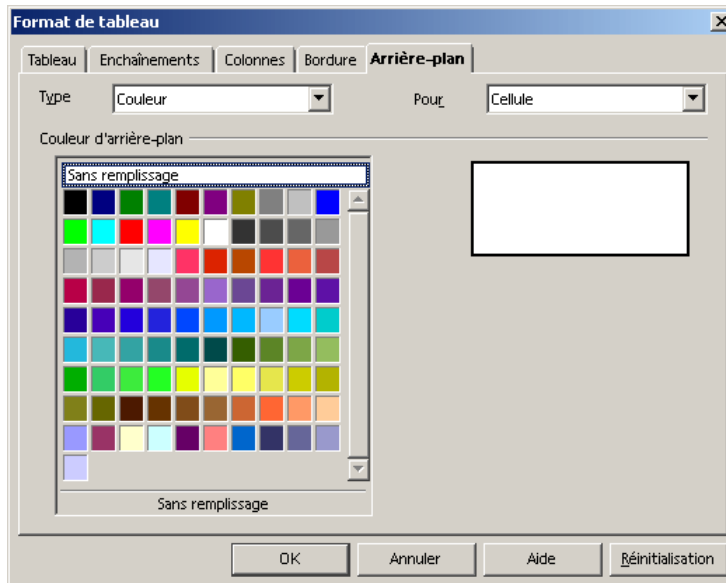 Format de tableau
Tableau Enchaînements Colonnes Bordure Arrière-plan
Type Couleur Pour Cellule
Couleur d'arrière-plan
Sans remplissage
Sans remplissage
OK Annuler Aide Réinitialisation